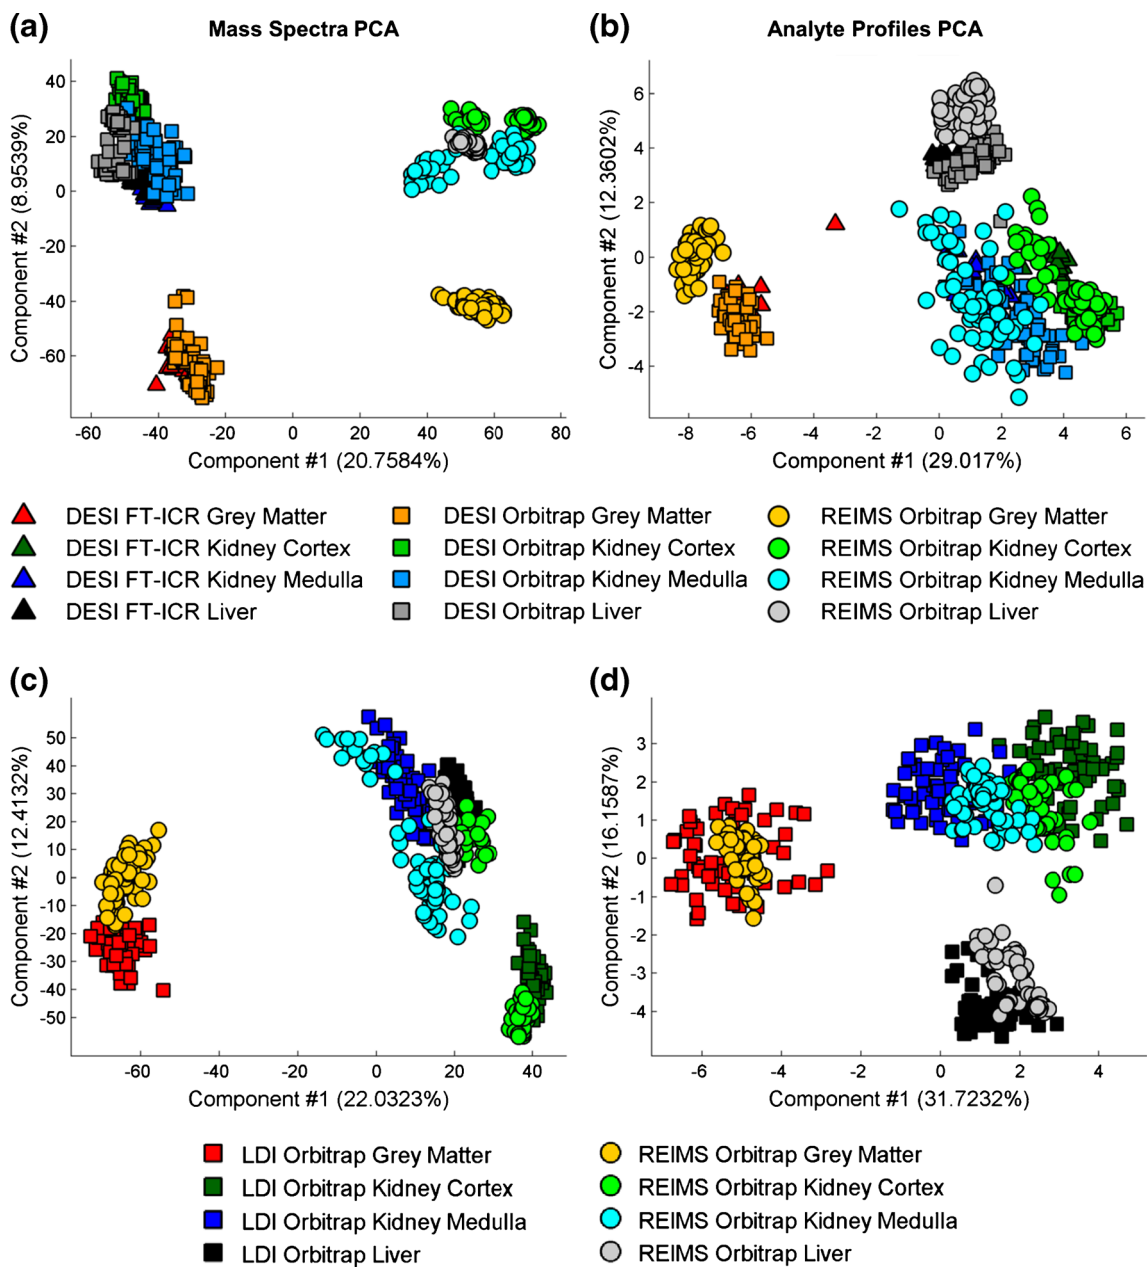 (a) Mass Spectra PCA
(b) Analyte Profiles PCA
Component #2 (8.9539%)
40
20
0
-20
-40
-60
-60 -40 -20 0 20 40 60 80
Component #1 (20.7584%)
Component #2 (12.3602%)
6
4
2
0
-2
-4
-8 -6 -4 -2 0 2 4 6
Component #1 (29.017%)
DESI FT-ICR Grey Matter
DESI FT-ICR Kidney Cortex
DESI FT-ICR Kidney Medulla
DESI FT-ICR Liver
DESI Orbitrap Grey Matter
DESI Orbitrap Kidney Cortex
DESI Orbitrap Kidney Medulla
DESI Orbitrap Liver
REIMS Orbitrap Grey Matter
REIMS Orbitrap Kidney Cortex
REIMS Orbitrap Kidney Medulla
REIMS Orbitrap Liver
(c)
Component #2 (12.4132%)
50
40
30
20
10
0
-10
-20
-30
-40
-50
-60 -40 -20 0 20 40
Component #1 (22.0323%)
(d)
Component #2 (16.1587%)
3
2
1
0
-1
-2
-3
-4
-6 -4 -2 0 2 4
Component #1 (31.7232%)
LDI Orbitrap Grey Matter
LDI Orbitrap Kidney Cortex
LDI Orbitrap Kidney Medulla
LDI Orbitrap Liver
REIMS Orbitrap Grey Matter
REIMS Orbitrap Kidney Cortex
REIMS Orbitrap Kidney Medulla
REIMS Orbitrap Liver